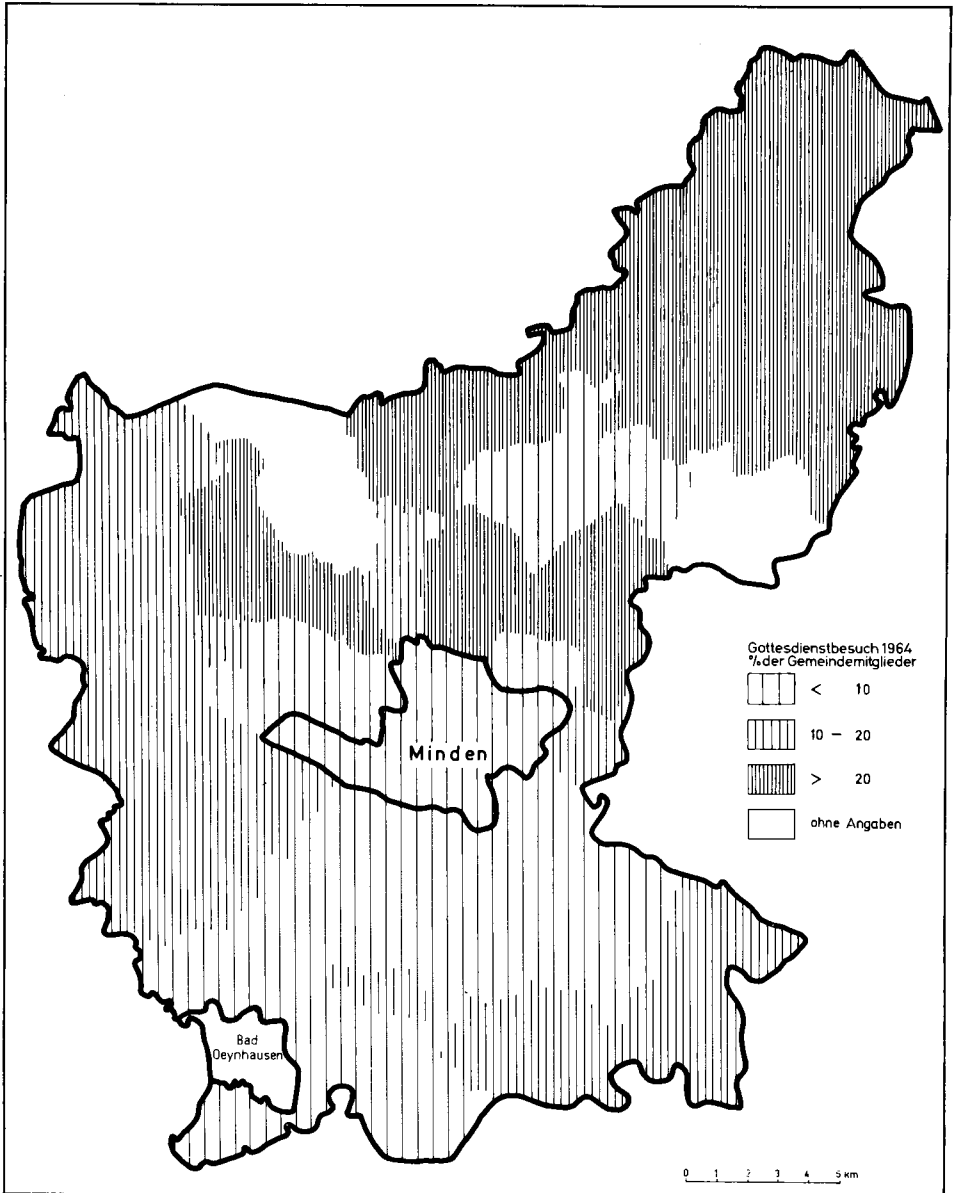 Minden
Bad
Oeynhausen
Gottesdienstbesuch 1964
% der Gemeindemitglieder
< 10
10 – 20
> 20
ohne Angaben
0 1 2 3 4 5 km